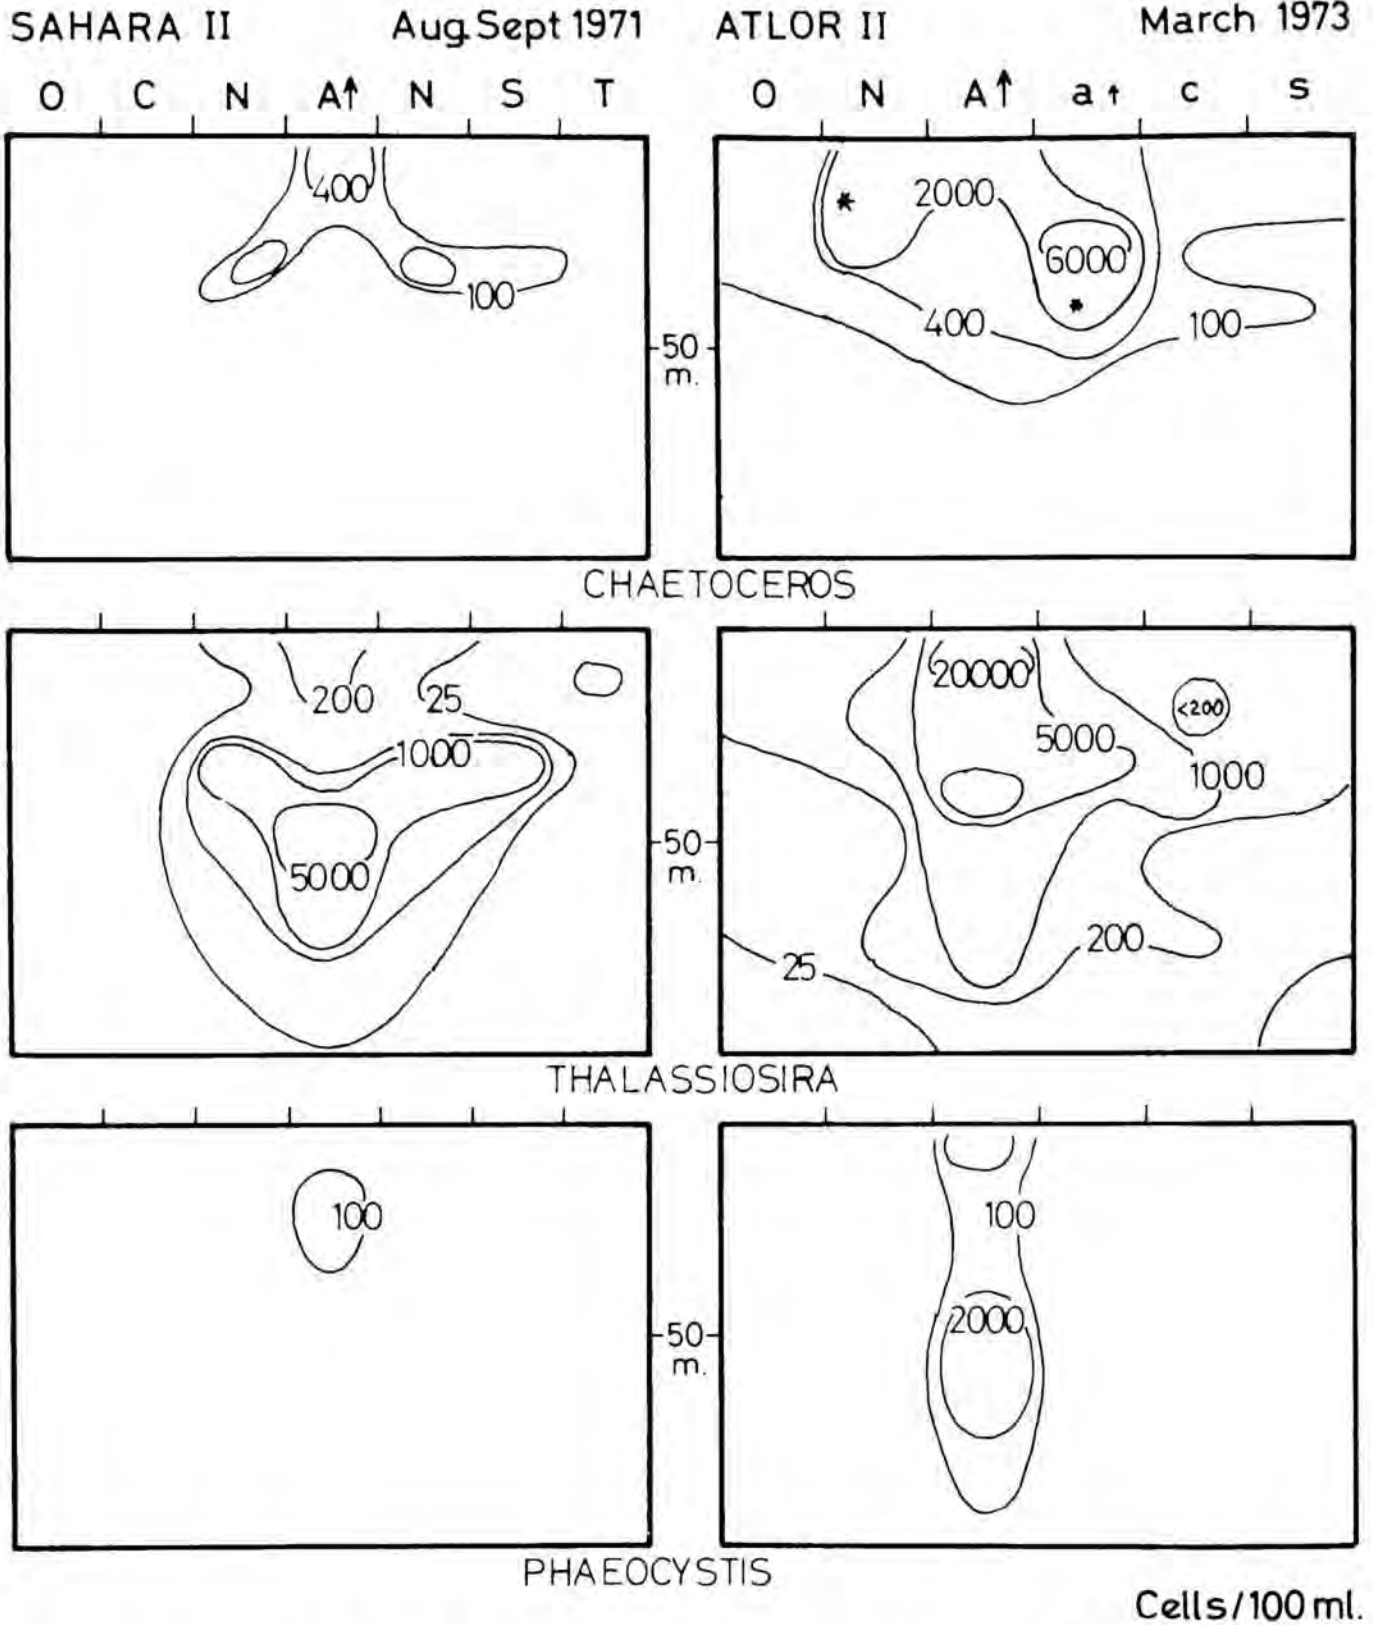 SAHARA II Aug.Sept 1971 ATLOR II March 1973
O C N A↑ N S T O N A↑ a↑ c s
400 100
2000 * 6000 * 400 100
50 m.
CHAETOCEROS
200 25 1000 5000
20000 <200 5000 1000 200 25
50 m.
THALASSIOSIRA
100
100 2000
50 m.
PHAEOCYSTIS
Cells/100 ml.